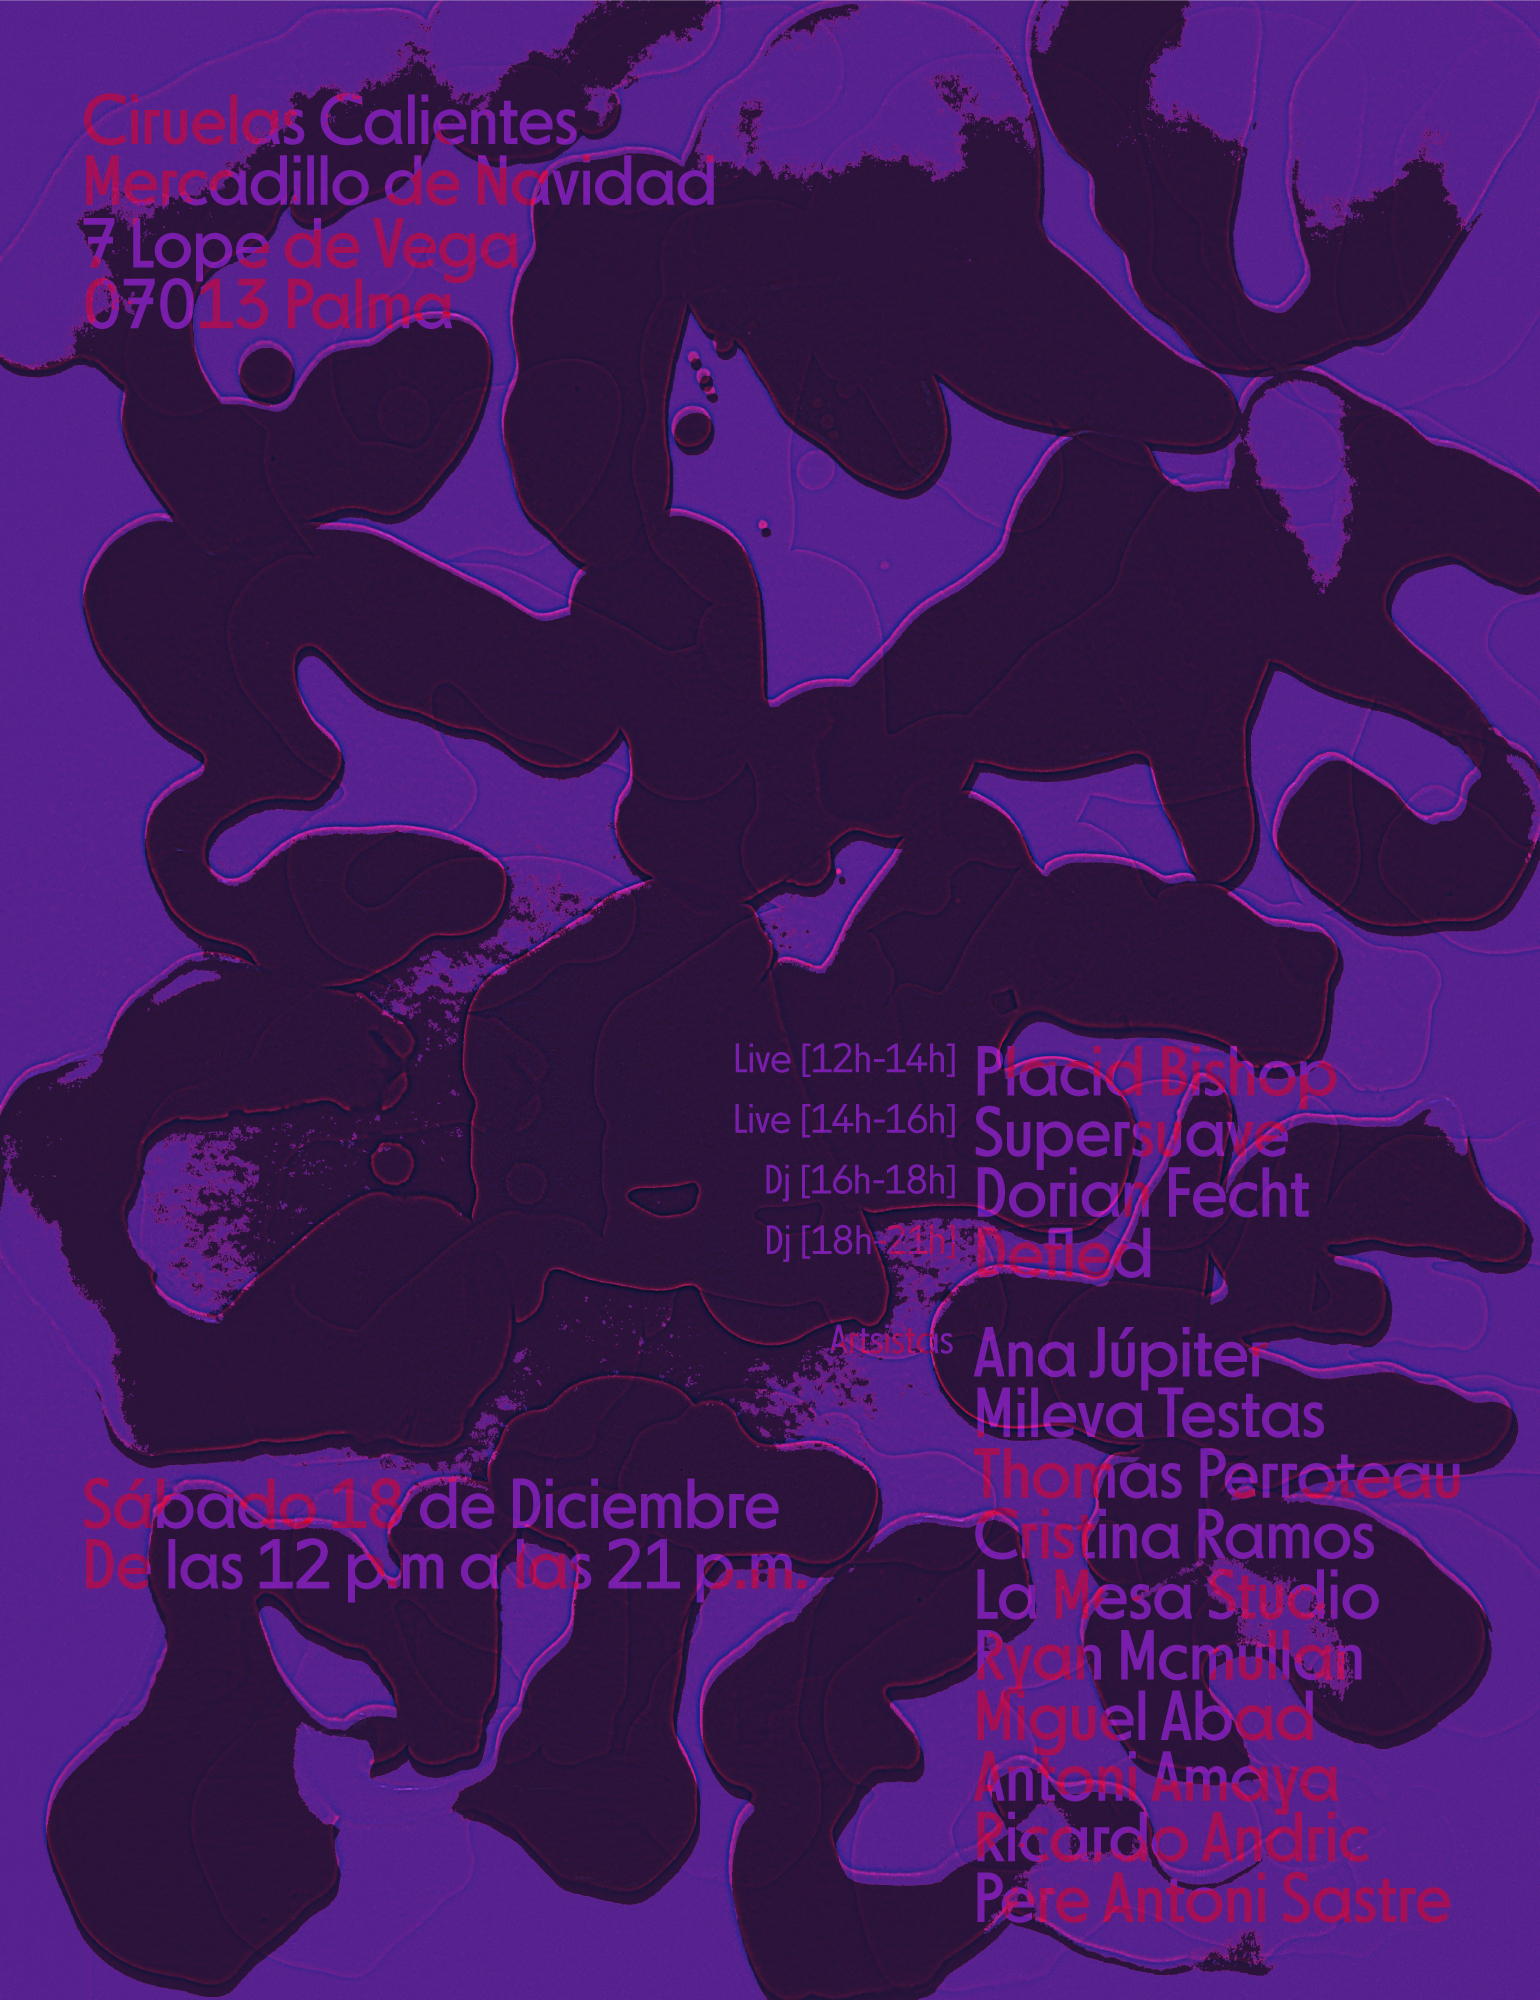 Ciruelas Calientes
Mercadillo de Navidad
7 Lope de Vega
07013 Palma
Live [12h-14h] Placid Bishop
Live [14h-16h] Supersuave
Dj [16h-18h] Dorian Fecht
Dj [18h-21h] Defled
Artsistas Ana Júpiter
Mileva Testas
Thomas Perroteau
Cristina Ramos
La Mesa Studio
Ryan Mcmullan
Miguel Abad
Antoni Amaya
Ricardo Andric
Pere Antoni Sastre
Sábado 18 de Diciembre
De las 12 p.m a las 21 p.m.